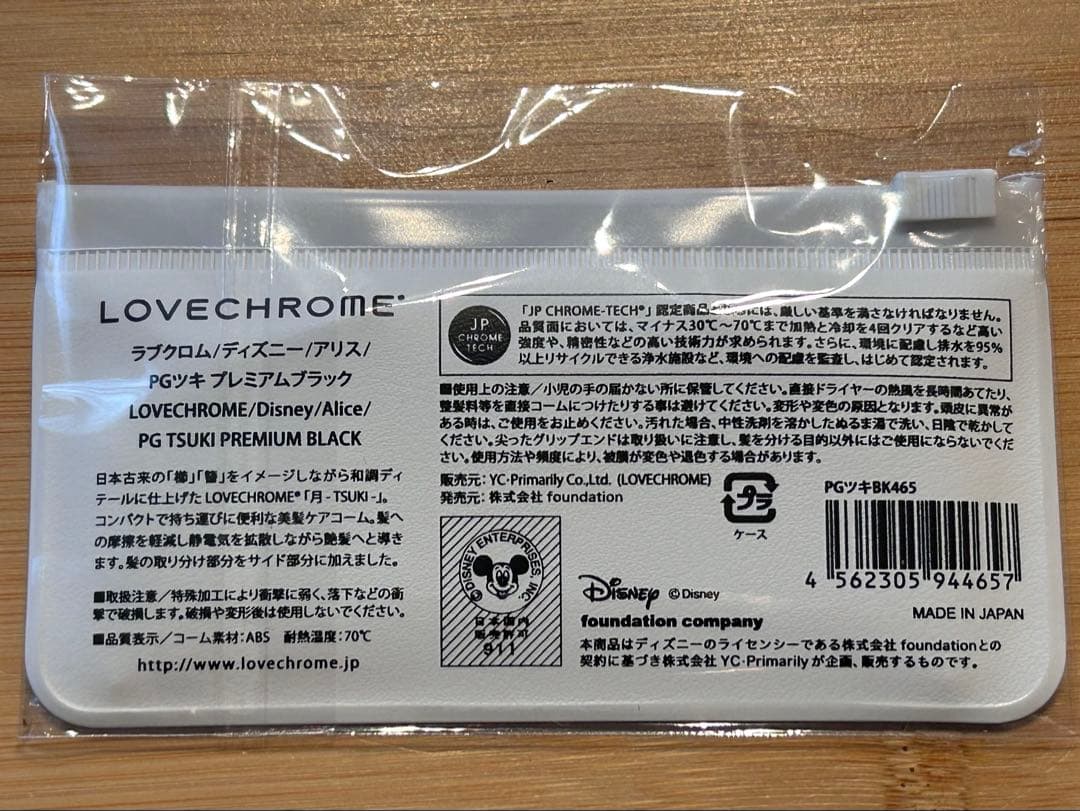 LOVECHROME®
ラブクロム/ディズニー/アリス/
PGツキ プレミアムブラック
LOVECHROME/Disney/Alice/
PG TSUKI PREMIUM BLACK
日本古来の「櫛」「簪」をイメージしながら和調ディ
テールに仕上げた LOVECHROME®「月 - TSUKI -」。
コンパクトで持ち運びに便利な美髪ケアコーム。髪へ
の摩擦を軽減し静電気を拡散しながら艶髪へと導き
ます。髪の取り分け部分をサイド部分に加えました。
■取扱注意/特殊加工により衝撃に弱く、落下などの衝
撃で破損します。破損や変形後は使用しないでください。
■品質表示/コーム素材:ABS 耐熱温度:70℃
http://www.lovechrome.jp
JP
CHROME
TECH
「JP CHROME-TECH®」認定商品 には、厳しい基準を満さなければなりません。
品質面においては、マイナス30℃〜70℃まで加熱と冷却を4回クリアするなど高い
強度や、精密性などの高い技術力が求められます。さらに、環境に配慮し排水を95%
以上リサイクルできる浄水施設など、環境への配慮を監査し、はじめて認定されます。
■使用上の注意/小児の手の届かない所に保管してください。直接ドライヤーの熱風を長時間あてたり、
整髪料等を直接コームにつけたりする事は避けてください。変形や変色の原因となります。頭皮に異常が
ある時は、ご使用をお止めください。汚れた場合、中性洗剤を溶かしたぬるま湯で洗い、日陰で乾かして
ください。尖ったグリップエンドは取り扱いに注意し、髪を分ける目的以外にはご使用にならないでくだ
さい。使用方法や頻度により、被膜が変色や退色する場合があります。
販売元:YC・Primarily Co.,Ltd. (LOVECHROME)
発売元:株式会社 foundation
プラ
ケース
PGツキBK465
4 562305 944657
MADE IN JAPAN
©DISNEY ENTERPRISES, INC.
日本国内
販売許可
911
Disney ©Disney
foundation company
本商品はディズニーのライセンシーである株式会社 foundationとの
契約に基づき株式会社 YC・Primarily が企画、販売するものです。